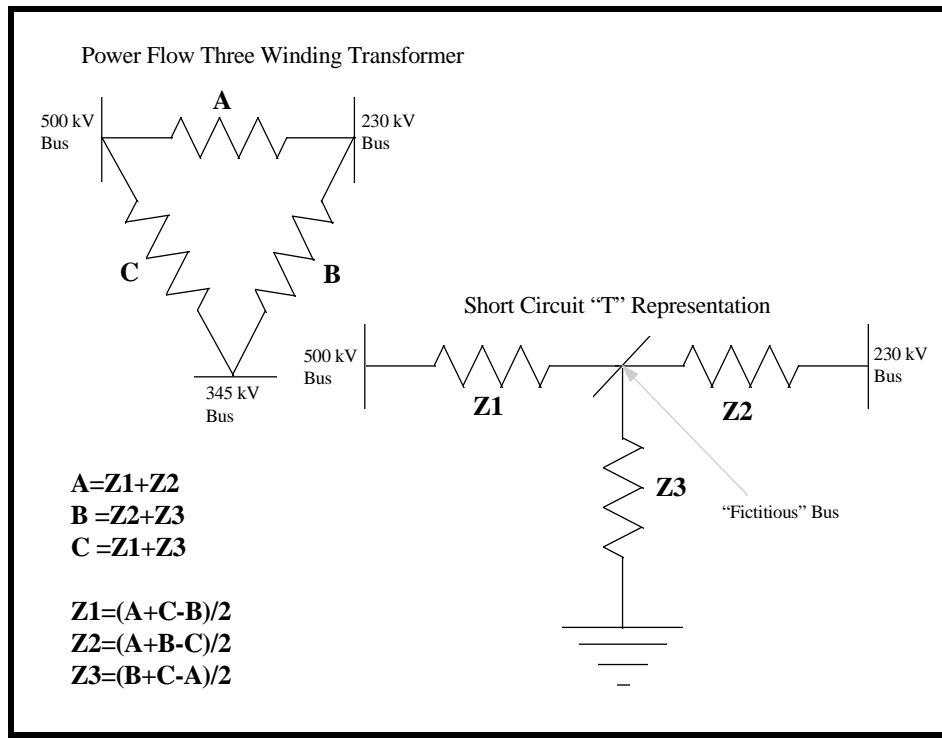 Power Flow Three Winding Transformer
A
500 kV
Bus
230 kV
Bus
C
B
345 kV
Bus
Short Circuit “T” Representation
500 kV
Bus
230 kV
Bus
Z1
Z2
Z3
“Fictitious” Bus
A=Z1+Z2
B =Z2+Z3
C =Z1+Z3
Z1=(A+C-B)/2
Z2=(A+B-C)/2
Z3=(B+C-A)/2